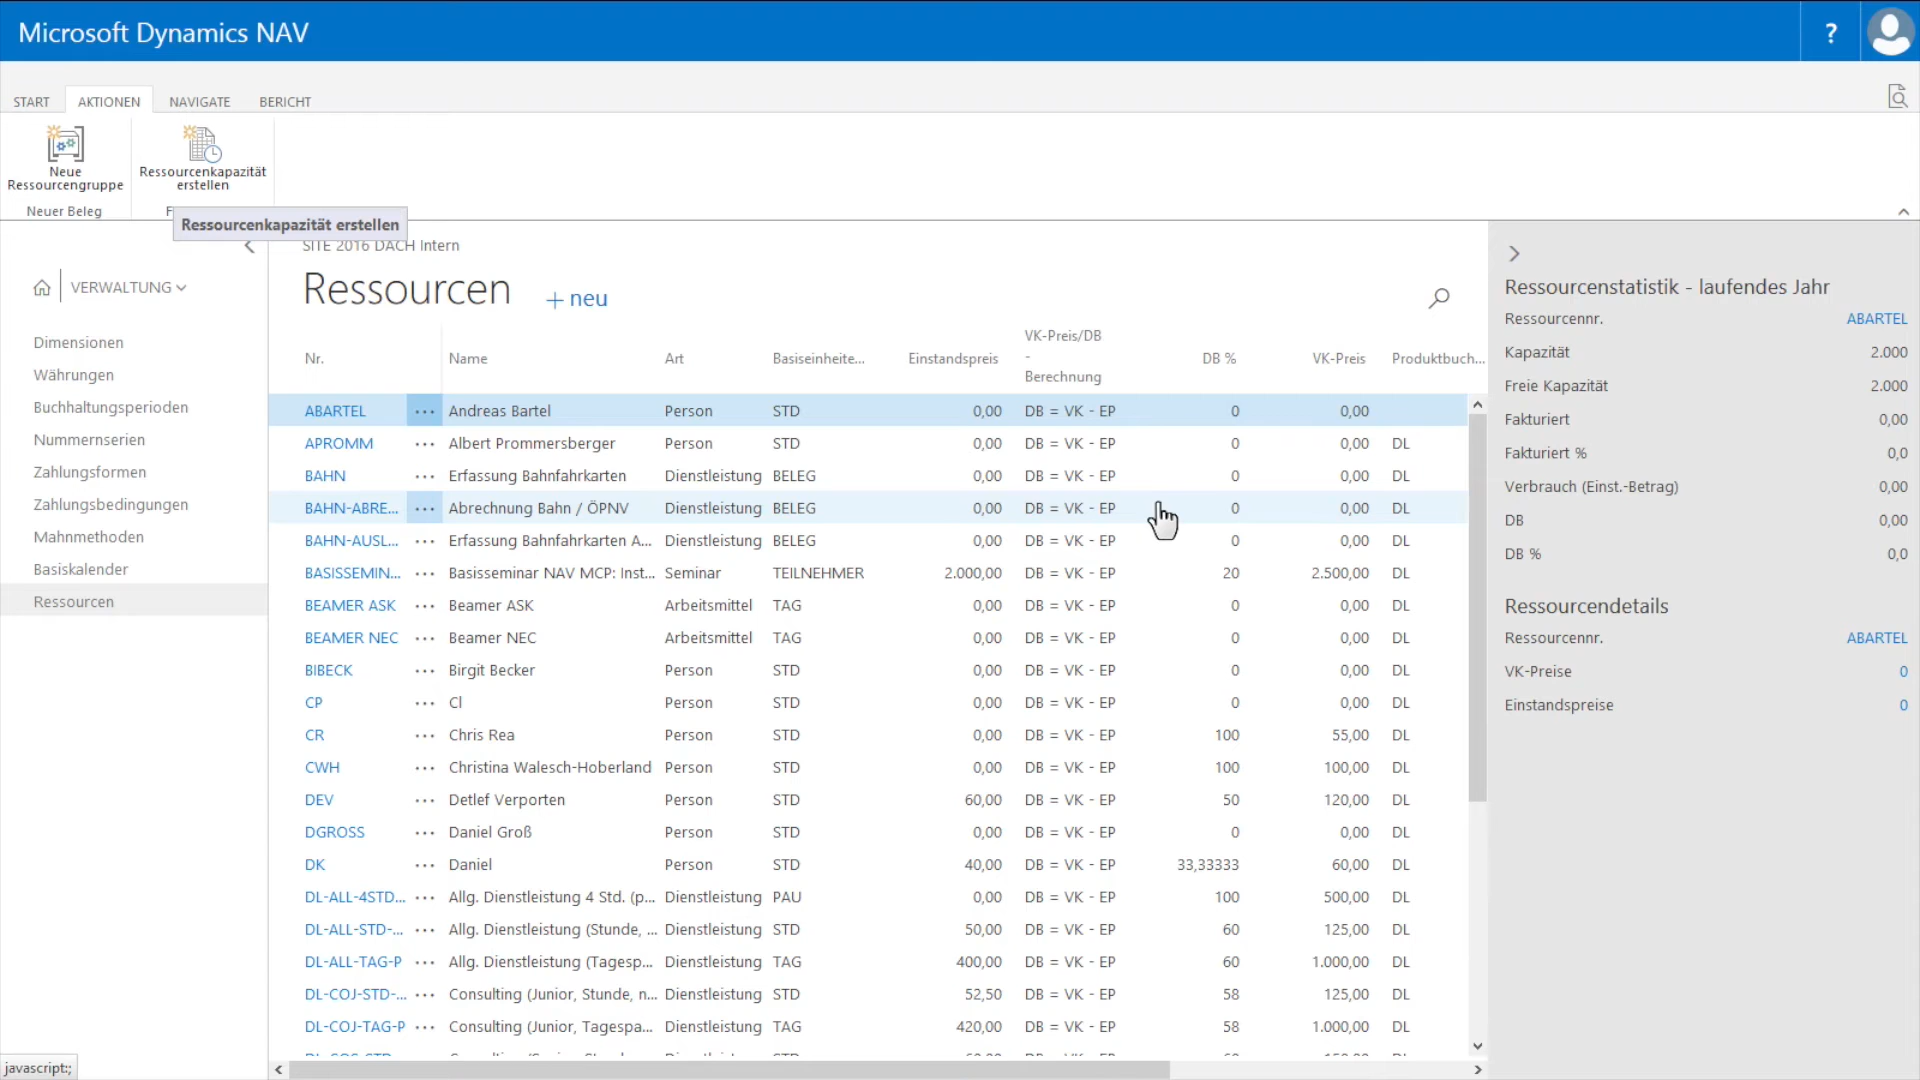 Microsoft Dynamics NAV
?
START AKTIONEN NAVIGATE BERICHT
Neue Ressourcengruppe
Ressourcenkapazität erstellen
Neuer Beleg
Ressourcenkapazität erstellen
SITE 2016 DACH Intern
VERWALTUNG
Dimensionen
Währungen
Buchhaltungsperioden
Nummernserien
Zahlungsformen
Zahlungsbedingungen
Mahnmethoden
Basiskalender
Ressourcen
Ressourcen + neu
Nr. Name Art Basiseinheite... Einstandspreis VK-Preis/DB - Berechnung DB % VK-Preis Produktbuch...
ABARTEL ... Andreas Bartel Person STD 0,00 DB = VK - EP 0 0,00
APROMM ... Albert Prommersberger Person STD 0,00 DB = VK - EP 0 0,00 DL
BAHN ... Erfassung Bahnfahrkarten Dienstleistung BELEG 0,00 DB = VK - EP 0 0,00 DL
BAHN-ABRE... ... Abrechnung Bahn / ÖPNV Dienstleistung BELEG 0,00 DB = VK - EP 0 0,00 DL
BAHN-AUSL... ... Erfassung Bahnfahrkarten A... Dienstleistung BELEG 0,00 DB = VK - EP 0 0,00 DL
BASISSEMIN... ... Basisseminar NAV MCP: Inst... Seminar TEILNEHMER 2.000,00 DB = VK - EP 20 2.500,00 DL
BEAMER ASK ... Beamer ASK Arbeitsmittel TAG 0,00 DB = VK - EP 0 0,00 DL
BEAMER NEC ... Beamer NEC Arbeitsmittel TAG 0,00 DB = VK - EP 0 0,00 DL
BIBECK ... Birgit Becker Person STD 0,00 DB = VK - EP 0 0,00 DL
CP ... Cl Person STD 0,00 DB = VK - EP 0 0,00 DL
CR ... Chris Rea Person STD 0,00 DB = VK - EP 100 55,00 DL
CWH ... Christina Walesch-Hoberland Person STD 0,00 DB = VK - EP 100 100,00 DL
DEV ... Detlef Verporten Person STD 60,00 DB = VK - EP 50 120,00 DL
DGROSS ... Daniel Groß Person STD 0,00 DB = VK - EP 0 0,00 DL
DK ... Daniel Person STD 40,00 DB = VK - EP 33,33333 60,00 DL
DL-ALL-4STD... ... Allg. Dienstleistung 4 Std. (p... Dienstleistung PAU 0,00 DB = VK - EP 100 500,00 DL
DL-ALL-STD-... ... Allg. Dienstleistung (Stunde, ... Dienstleistung STD 50,00 DB = VK - EP 60 125,00 DL
DL-ALL-TAG-P ... Allg. Dienstleistung (Tagesp... Dienstleistung TAG 400,00 DB = VK - EP 60 1.000,00 DL
DL-COJ-STD-... ... Consulting (Junior, Stunde, n... Dienstleistung STD 52,50 DB = VK - EP 58 125,00 DL
DL-COJ-TAG-P ... Consulting (Junior, Tagespa... Dienstleistung TAG 420,00 DB = VK - EP 58 1.000,00 DL
Ressourcenstatistik - laufendes Jahr
Ressourcennr. ABARTEL
Kapazität 2.000
Freie Kapazität 2.000
Fakturiert 0,00
Fakturiert % 0,0
Verbrauch (Einst.-Betrag) 0,00
DB 0,00
DB % 0,0
Ressourcendetails
Ressourcennr. ABARTEL
VK-Preise 0
Einstandspreise 0
javascript:;